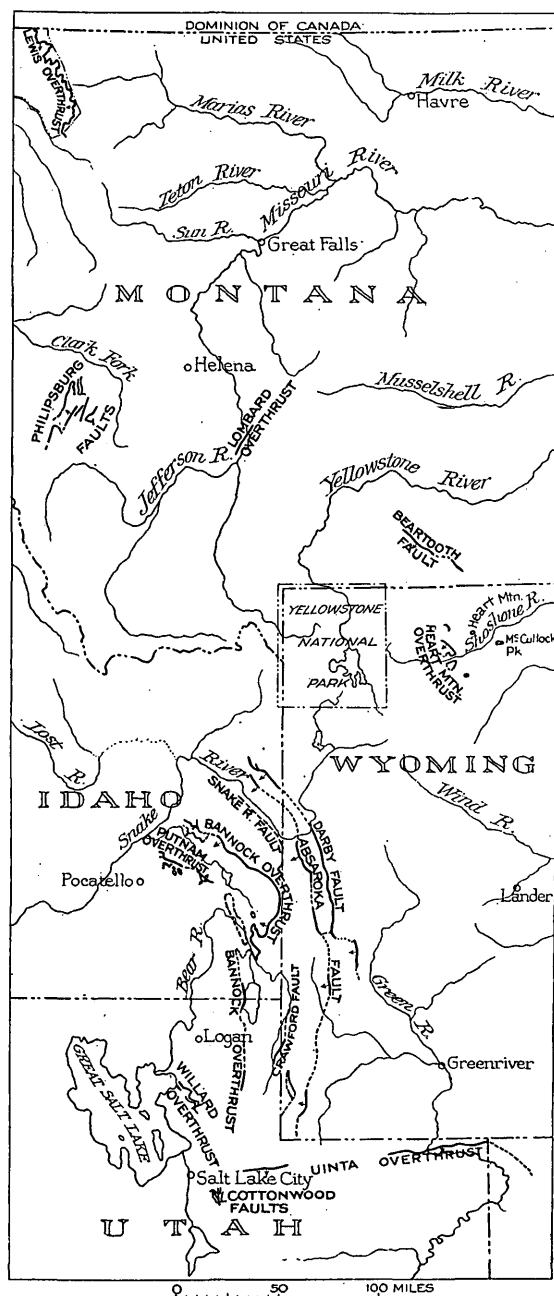 DOMINION OF CANADA
UNITED STATES
LEWIS OVERTHRUST
Milk River
Havre
Marias River
Teton River
Missouri River
Sun R.
Great Falls
MONTANA
Clark Fork
Helena
Musselshell R.
PHILIPSBURG
FAULTS
LOMBARD
OVERTHRUST
Jefferson R.
Yellowstone River
BEARTOOTH
FAULT
YELLOWSTONE
NATIONAL
PARK
Heart Mtn.
Shoshone R.
McCulloch
Pk
HEART MTN.
OVERTHRUST
Lost
R.
River
WYOMING
IDAHO
Snake
SNAKE R. FAULT
Wind R.
BANNOCK OVERTHRUST
PUTNAM
OVERTHRUST
ABSAROKA
DARBY FAULT
Pocatello
Lander
Bear R.
BANNOCK
FAULT
Green R.
CRAWFORD FAULT
Logan
OVERTHRUST
Greenriver
GREAT SALT LAKE
WILLARD
OVERTHRUST
UINTA OVERTHRUST
Salt Lake City
COTTONWOOD
FAULTS
UTAH
0 50 100 MILES